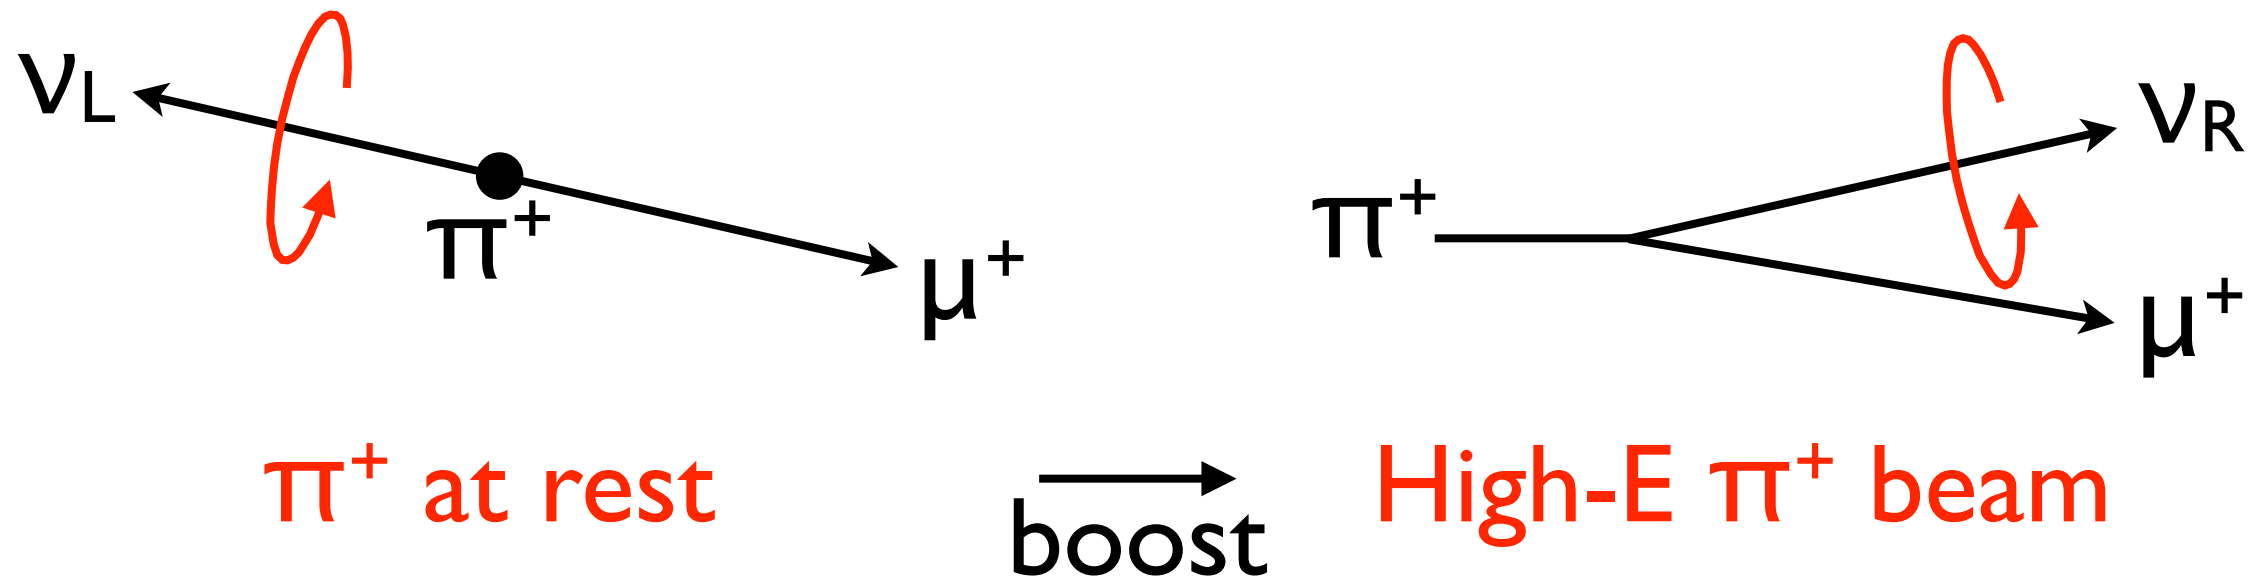 νL
π⁺
μ⁺
π⁺ at rest
boost
π⁺
νR
μ⁺
High-E π⁺ beam